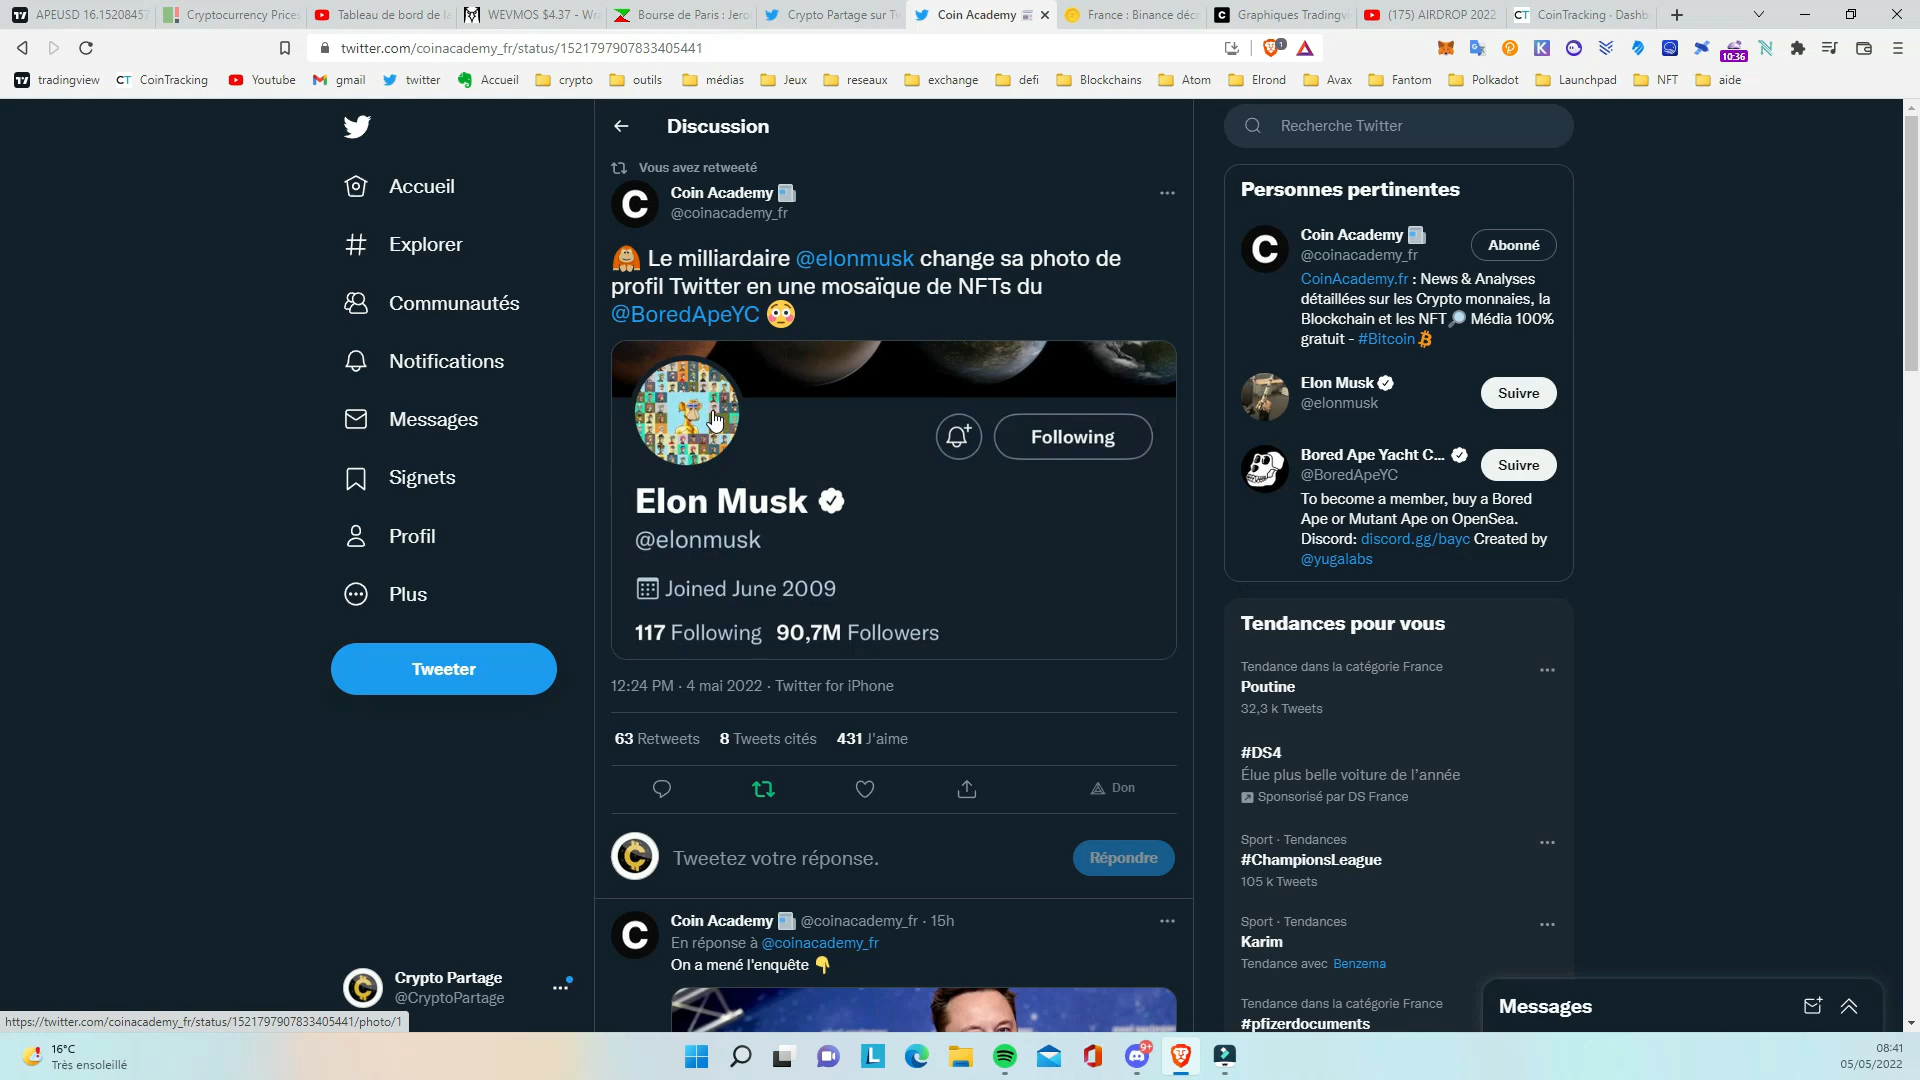 APEUSD 16.15208457
Cryptocurrency Prices
Tableau de bord de la
WEVMOS $4.37 - Wr
Bourse de Paris : Jero
Crypto Partage sur Tw
Coin Academy
France : Binance décr
Graphiques Tradingvi
(175) AIRDROP 2022
CoinTracking · Dashb
twitter.com/coinacademy_fr/status/1521797907833405441
1
10:36
tradingview
CoinTracking
Youtube
gmail
twitter
Accueil
crypto
outils
médias
Jeux
reseaux
exchange
defi
Blockchains
Atom
Elrond
Avax
Fantom
Polkadot
Launchpad
NFT
aide
Accueil
Explorer
Communautés
Notifications
Messages
Signets
Profil
Plus
Tweeter
Crypto Partage
@CryptoPartage
https://twitter.com/coinacademy_fr/status/1521797907833405441/photo/1
Discussion
Vous avez retweeté
Coin Academy
@coinacademy_fr
Le milliardaire @elonmusk change sa photo de
profil Twitter en une mosaïque de NFTs du
@BoredApeYC
Following
Elon Musk
@elonmusk
Joined June 2009
117 Following 90,7M Followers
12:24 PM · 4 mai 2022 · Twitter for iPhone
63 Retweets 8 Tweets cités 431 J'aime
Don
Tweetez votre réponse.
Répondre
Coin Academy @coinacademy_fr · 15h
En réponse à @coinacademy_fr
On a mené l'enquête
Recherche Twitter
Personnes pertinentes
Coin Academy
@coinacademy_fr
Abonné
CoinAcademy.fr : News & Analyses
détaillées sur les Crypto monnaies, la
Blockchain et les NFT Média 100%
gratuit - #Bitcoin
Elon Musk
@elonmusk
Suivre
Bored Ape Yacht C...
@BoredApeYC
Suivre
To become a member, buy a Bored
Ape or Mutant Ape on OpenSea.
Discord: discord.gg/bayc Created by
@yugalabs
Tendances pour vous
Tendance dans la catégorie France
Poutine
32,3 k Tweets
#DS4
Élue plus belle voiture de l'année
Sponsorisé par DS France
Sport · Tendances
#ChampionsLeague
105 k Tweets
Sport · Tendances
Karim
Tendance avec Benzema
Tendance dans la catégorie France
#pfizerdocuments
Messages
16°C
Très ensoleillé
9+
08:41
05/05/2022